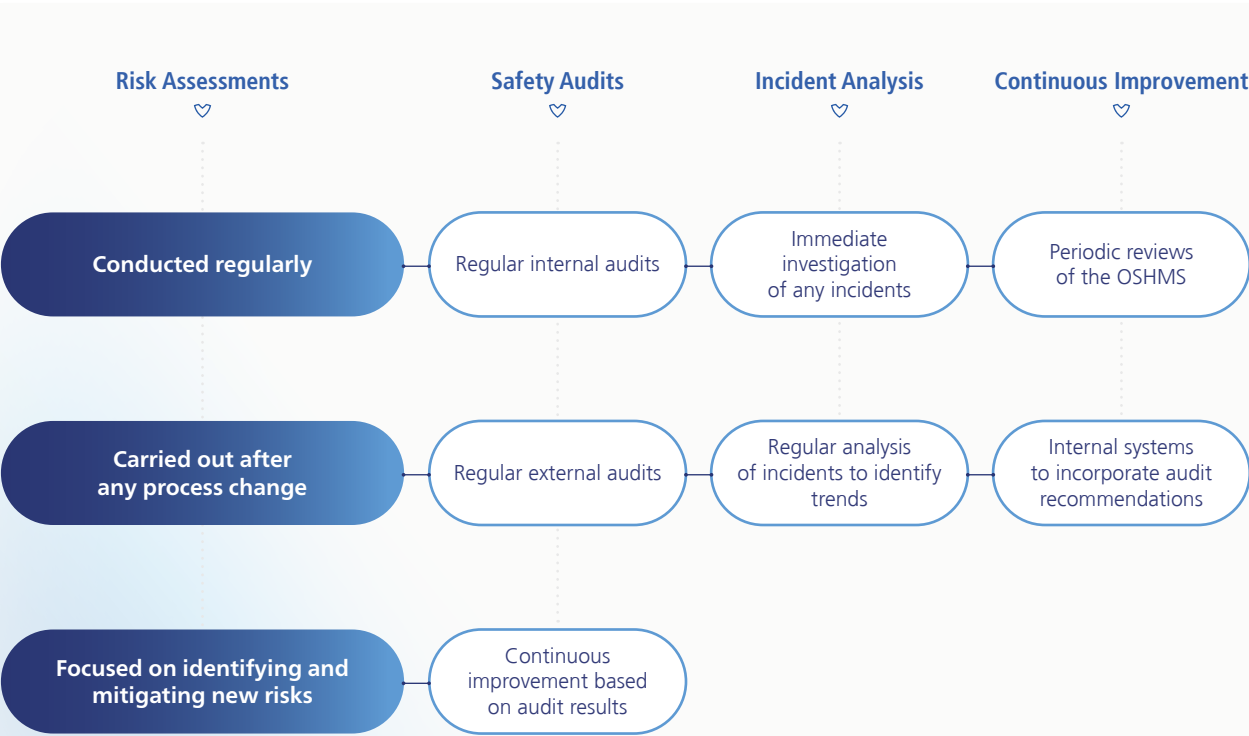 Risk Assessments
Safety Audits
Incident Analysis
Continuous Improvement
Conducted regularly
Regular internal audits
Immediate
investigation
of any incidents
Periodic reviews
of the OSHMS
Carried out after
any process change
Regular external audits
Regular analysis
of incidents to identify
trends
Internal systems
to incorporate audit
recommendations
Focused on identifying and
mitigating new risks
Continuous
improvement based
on audit results